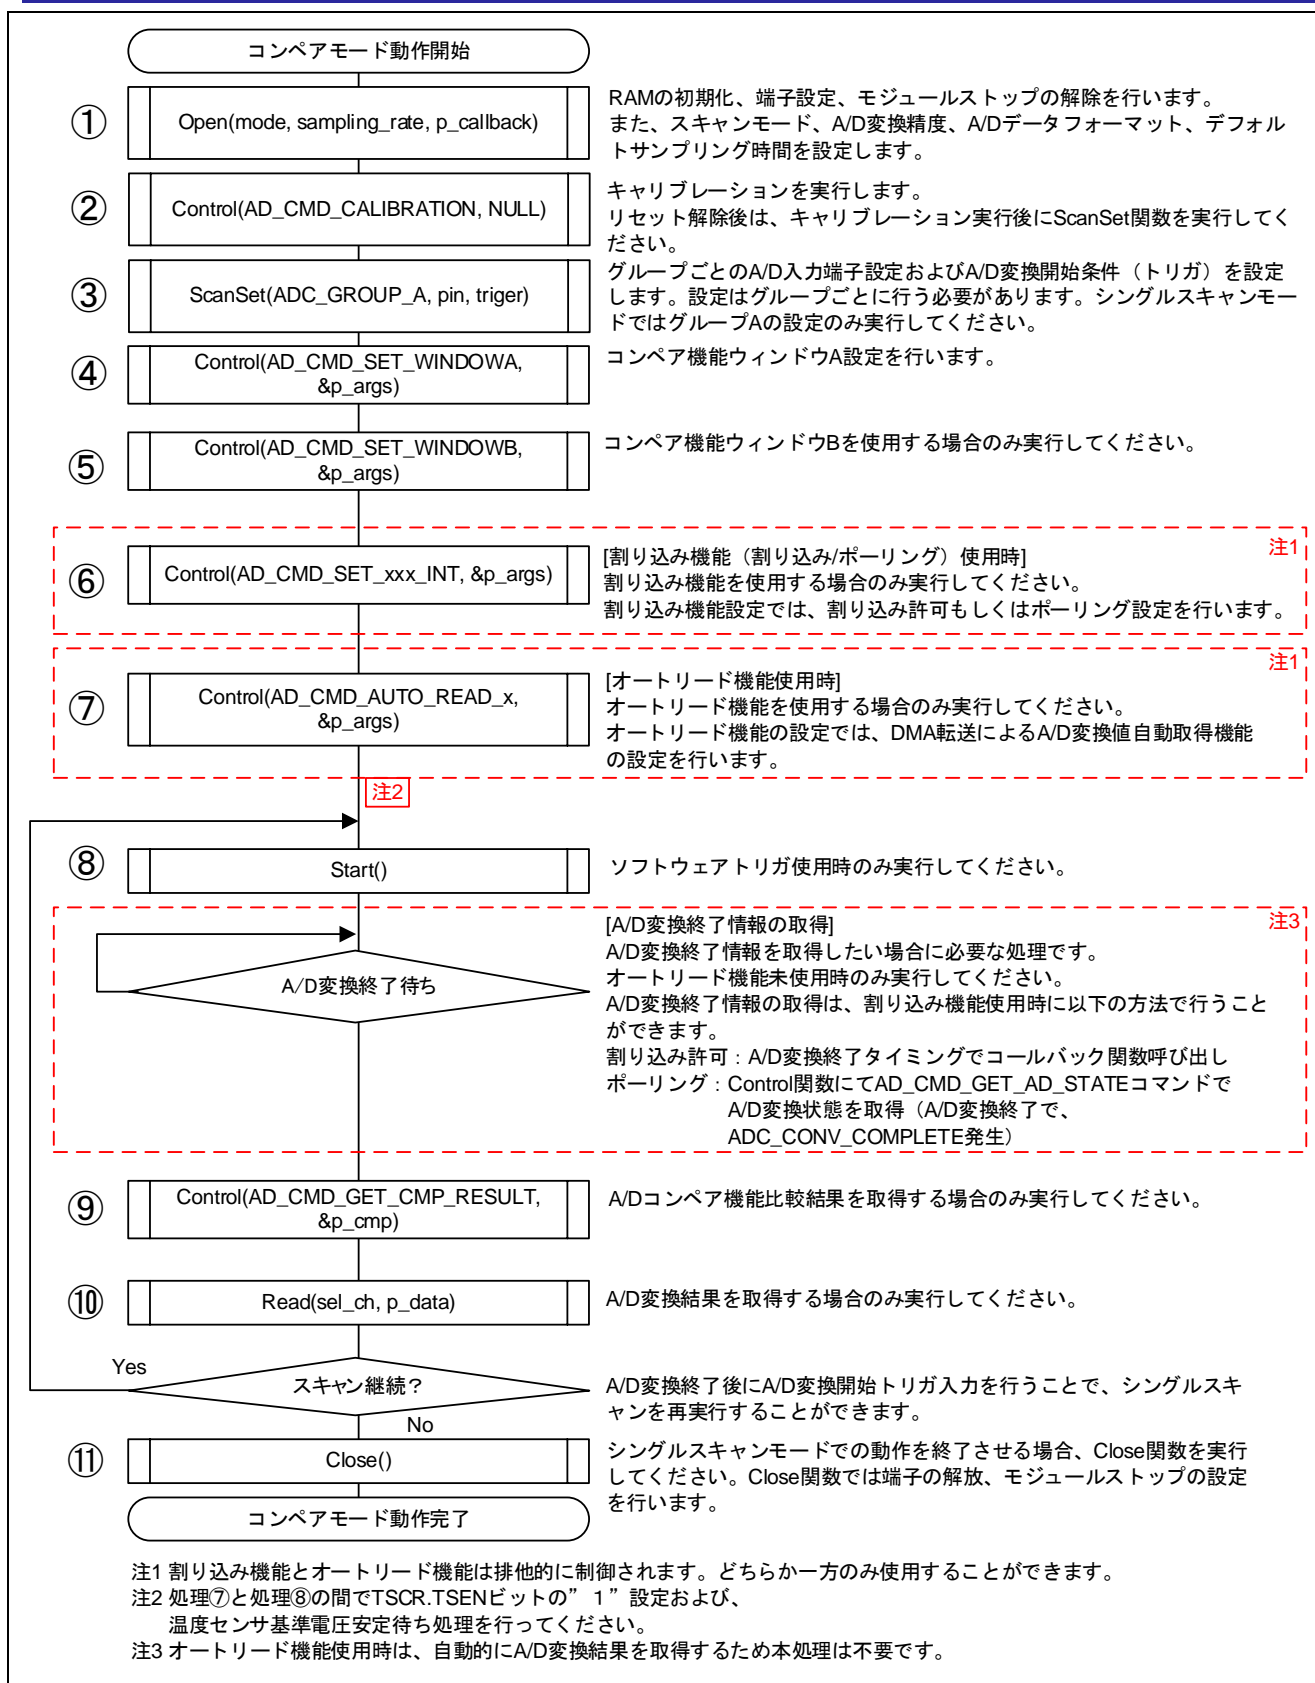 コンペアモード動作開始
①
Open(mode, sampling_rate, p_callback)
RAMの初期化、端子設定、モジュールストップの解除を行います。
また、スキャンモード、A/D変換精度、A/Dデータフォーマット、デフォル
トサンプリング時間を設定します。
②
Control(AD_CMD_CALIBRATION, NULL)
キャリブレーションを実行します。
リセット解除後は、キャリブレーション実行後にScanSet関数を実行してく
ださい。
③
ScanSet(ADC_GROUP_A, pin, triger)
グループごとのA/D入力端子設定およびA/D変換開始条件（トリガ）を設定
します。設定はグループごとに行う必要があります。シングルスキャンモー
ドではグループAの設定のみ実行してください。
④
Control(AD_CMD_SET_WINDOWA,
&p_args)
コンペア機能ウィンドウA設定を行います。
⑤
Control(AD_CMD_SET_WINDOWB,
&p_args)
コンペア機能ウィンドウBを使用する場合のみ実行してください。
注1
⑥
Control(AD_CMD_SET_xxx_INT, &p_args)
[割り込み機能（割り込み/ポーリング）使用時]
割り込み機能を使用する場合のみ実行してください。
割り込み機能設定では、割り込み許可もしくはポーリング設定を行います。
注1
⑦
Control(AD_CMD_AUTO_READ_x,
&p_args)
[オートリード機能使用時]
オートリード機能を使用する場合のみ実行してください。
オートリード機能の設定では、DMA転送によるA/D変換値自動取得機能
の設定を行います。
注2
⑧
Start()
ソフトウェアトリガ使用時のみ実行してください。
注3
A/D変換終了待ち
[A/D変換終了情報の取得]
A/D変換終了情報を取得したい場合に必要な処理です。
オートリード機能未使用時のみ実行してください。
A/D変換終了情報の取得は、割り込み機能使用時に以下の方法で行うこと
ができます。
割り込み許可：A/D変換終了タイミングでコールバック関数呼び出し
ポーリング：Control関数にてAD_CMD_GET_AD_STATEコマンドで
A/D変換状態を取得（A/D変換終了で、
ADC_CONV_COMPLETE発生）
⑨
Control(AD_CMD_GET_CMP_RESULT,
&p_cmp)
A/Dコンペア機能比較結果を取得する場合のみ実行してください。
⑩
Read(sel_ch, p_data)
A/D変換結果を取得する場合のみ実行してください。
Yes
スキャン継続？
A/D変換終了後にA/D変換開始トリガ入力を行うことで、シングルスキ
ャンを再実行することができます。
No
⑪
Close()
シングルスキャンモードでの動作を終了させる場合、Close関数を実行
してください。Close関数では端子の解放、モジュールストップの設定
を行います。
コンペアモード動作完了
注1 割り込み機能とオートリード機能は排他的に制御されます。どちらか一方のみ使用することができます。
注2 処理⑦と処理⑧の間でTSCR.TSENビットの”１”設定および、
温度センサ基準電圧安定待ち処理を行ってください。
注3 オートリード機能使用時は、自動的にA/D変換結果を取得するため本処理は不要です。